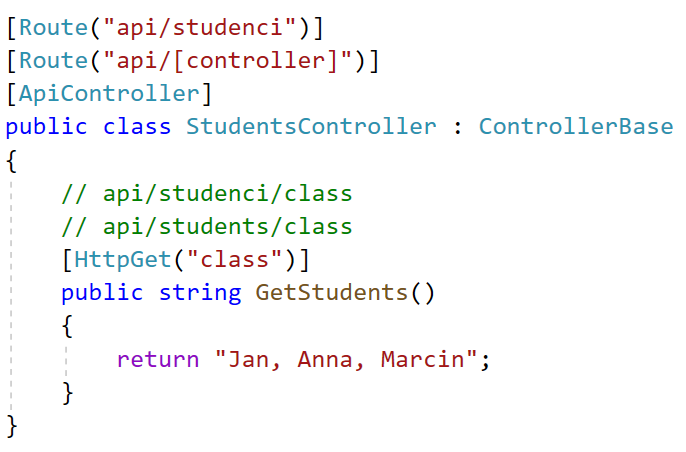 [Route("api/studenci")]
[Route("api/[controller]")]
[ApiController]
public class StudentsController : ControllerBase
{
    // api/studenci/class
    // api/students/class
    [HttpGet("class")]
    public string GetStudents()
    {
        return "Jan, Anna, Marcin";
    }
}